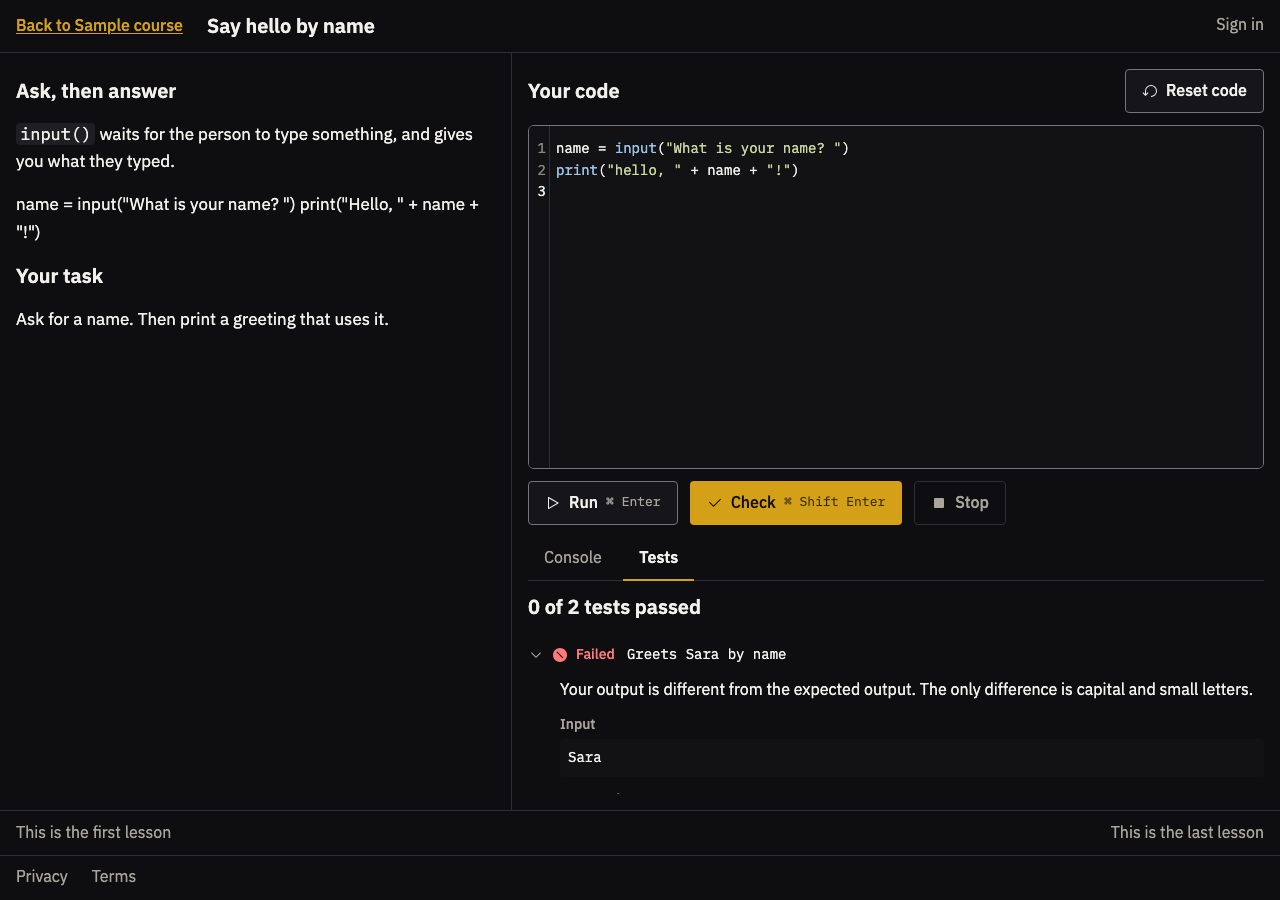 Back to Sample course
Say hello by name
Sign in
Ask, then answer
input() waits for the person to type something, and gives
you what they typed.
name = input("What is your name? ") print("Hello, " + name +
"!")
Your task
Ask for a name. Then print a greeting that uses it.
Your code
Reset code
1 name = input("What is your name? ")
2 print("hello, " + name + "!")
3
Run ⌘ Enter
Check ⌘ Shift Enter
Stop
Console
Tests
0 of 2 tests passed
Failed Greets Sara by name
Your output is different from the expected output. The only difference is capital and small letters.
Input
Sara
This is the first lesson
This is the last lesson
Privacy
Terms